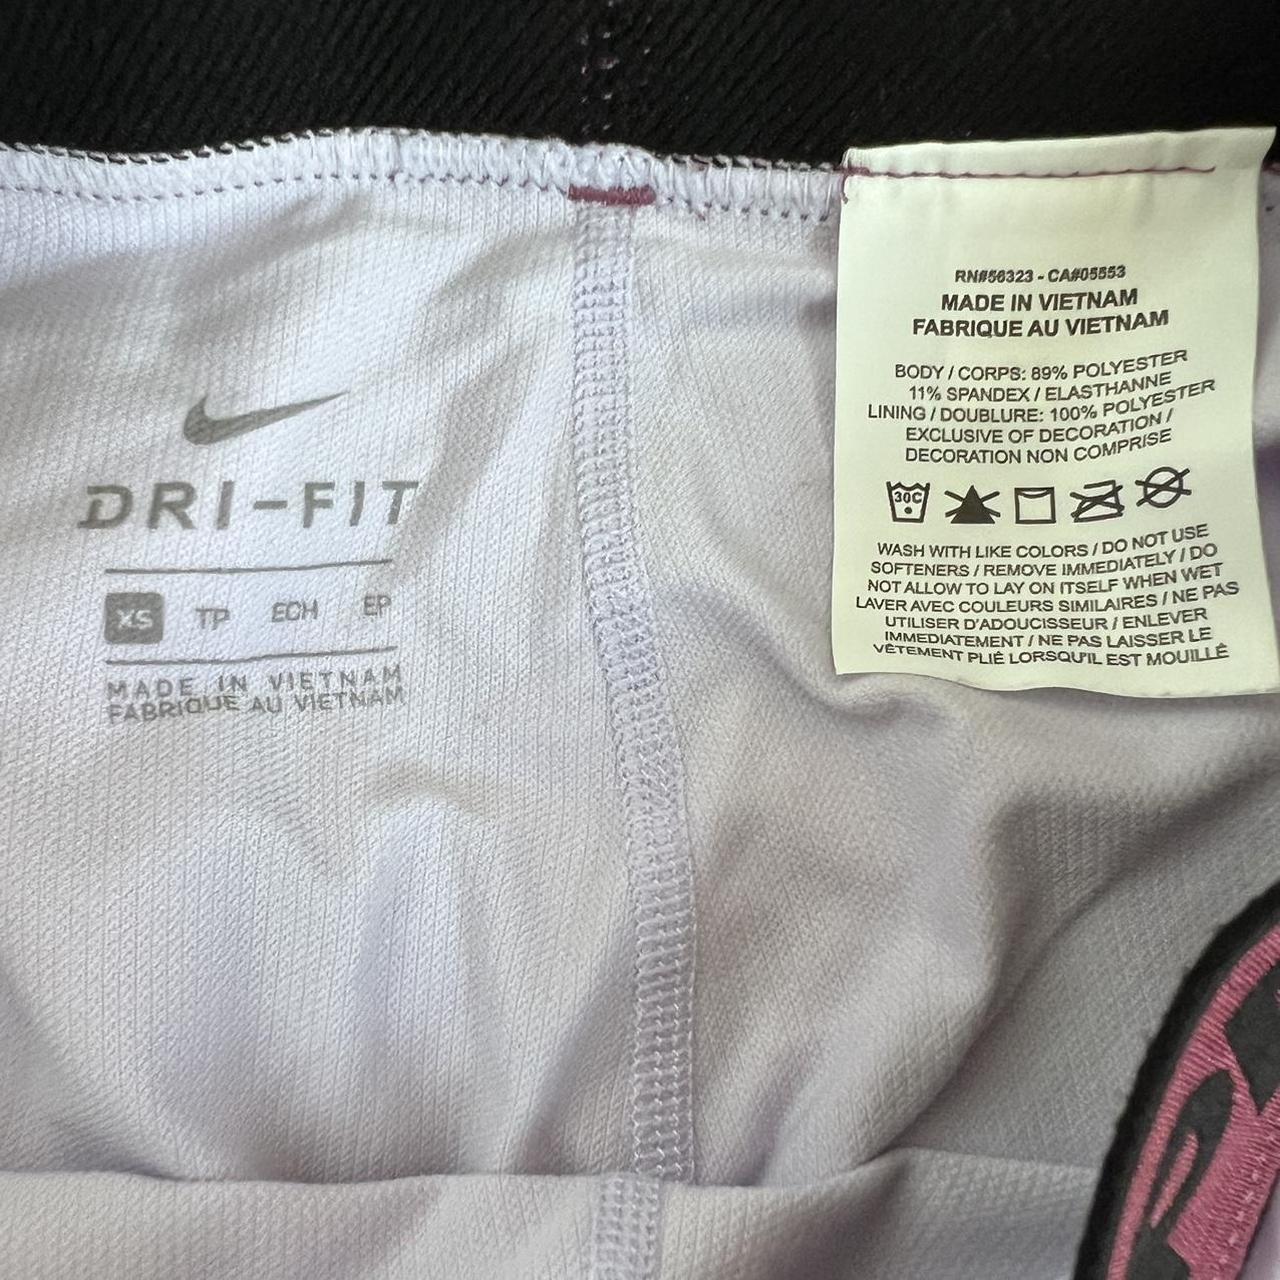 DRI-FIT
XS TP ECH EP
MADE IN VIETNAM
FABRIQUE AU VIETNAM
RN#56323 - CA#05553
MADE IN VIETNAM
FABRIQUE AU VIETNAM
BODY / CORPS: 89% POLYESTER
11% SPANDEX / ELASTHANNE
LINING / DOUBLURE: 100% POLYESTER
EXCLUSIVE OF DECORATION /
DECORATION NON COMPRISE
30C
WASH WITH LIKE COLORS / DO NOT USE
SOFTENERS / REMOVE IMMEDIATELY / DO
NOT ALLOW TO LAY ON ITSELF WHEN WET
LAVER AVEC COULEURS SIMILAIRES / NE PAS
UTILISER D'ADOUCISSEUR / ENLEVER
IMMEDIATEMENT / NE PAS LAISSER LE
VÊTEMENT PLIÉ LORSQU'IL EST MOUILLÉ